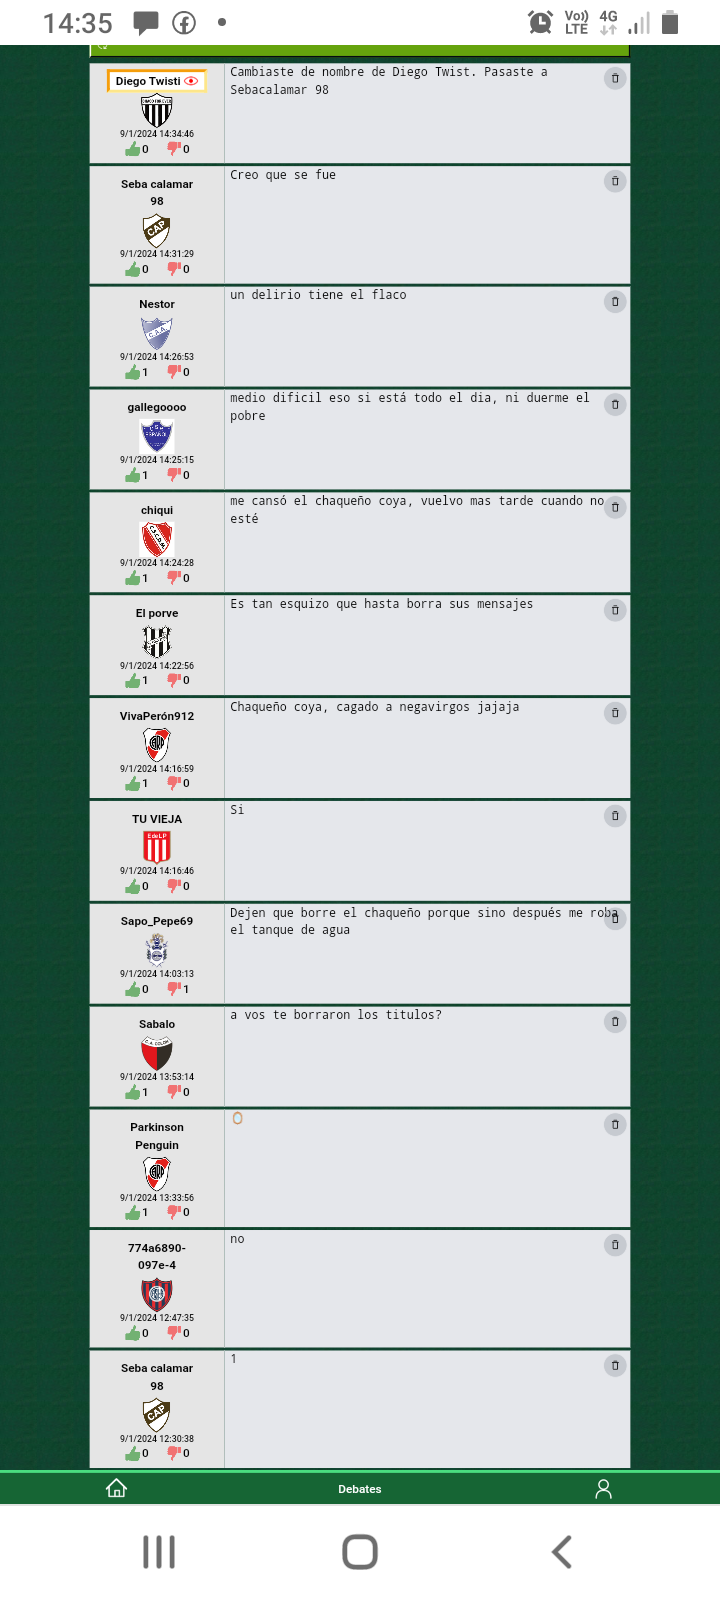 14:35
Vo)) 4G
LTE
Diego Twisti
Cambiaste de nombre de Diego Twist. Pasaste a
Sebacalamar 98
9/1/2024 14:34:46
0 0
Seba calamar
98
Creo que se fue
CAP
9/1/2024 14:31:29
0 0
Nestor
un delirio tiene el flaco
9/1/2024 14:26:53
1 0
gallegoooo
medio dificil eso si está todo el dia, ni duerme el
pobre
9/1/2024 14:25:15
1 0
chiqui
me cansó el chaqueño coya, vuelvo mas tarde cuando no
esté
9/1/2024 14:24:28
1 0
El porve
Es tan esquizo que hasta borra sus mensajes
9/1/2024 14:22:56
1 0
VivaPerón912
Chaqueño coya, cagado a negavirgos jajaja
9/1/2024 14:16:59
1 0
TU VIEJA
Si
EdeLP
9/1/2024 14:16:46
0 0
Sapo_Pepe69
Dejen que borre el chaqueño porque sino después me roba
el tanque de agua
9/1/2024 14:03:13
0 1
Sabalo
a vos te borraron los titulos?
9/1/2024 13:53:14
1 0
Parkinson
Penguin
9/1/2024 13:33:56
1 0
774a6890-
097e-4
no
9/1/2024 12:47:35
0 0
Seba calamar
98
1
CAP
9/1/2024 12:30:38
0 0
Debates